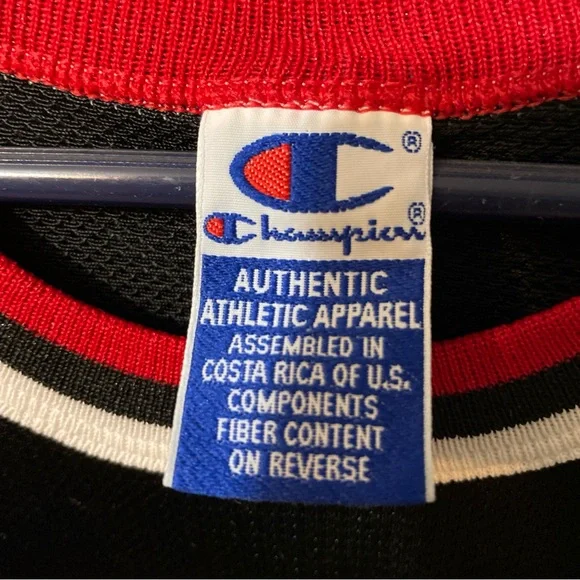 ®
Champion®
AUTHENTIC
ATHLETIC APPAREL
ASSEMBLED IN
COSTA RICA OF U.S.
COMPONENTS
FIBER CONTENT
ON REVERSE